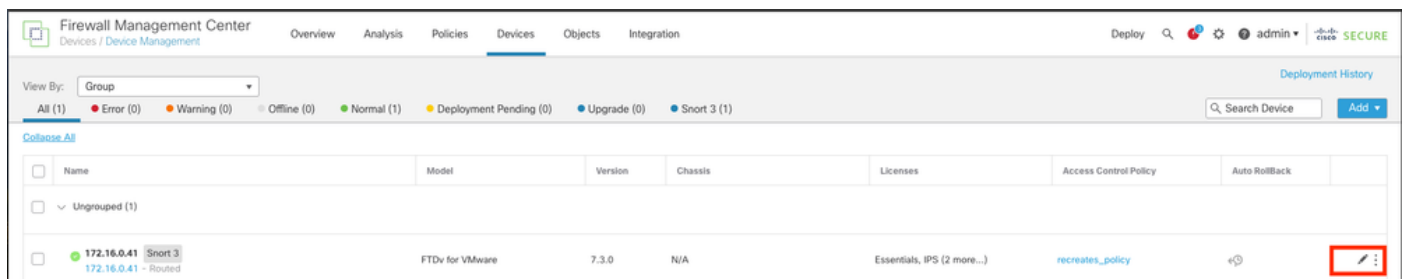 Firewall Management Center
Devices / Device Management
Overview Analysis Policies Devices Objects Integration
Deploy admin cisco SECURE
Deployment History
View By: Group
All (1) Error (0) Warning (0) Offline (0) Normal (1) Deployment Pending (0) Upgrade (0) Snort 3 (1)
Search Device Add
Collapse All
Name Model Version Chassis Licenses Access Control Policy Auto RollBack
Ungrouped (1)
172.16.0.41 Snort 3
172.16.0.41 - Routed
FTDv for VMware 7.3.0 N/A Essentials, IPS (2 more...) recreates_policy